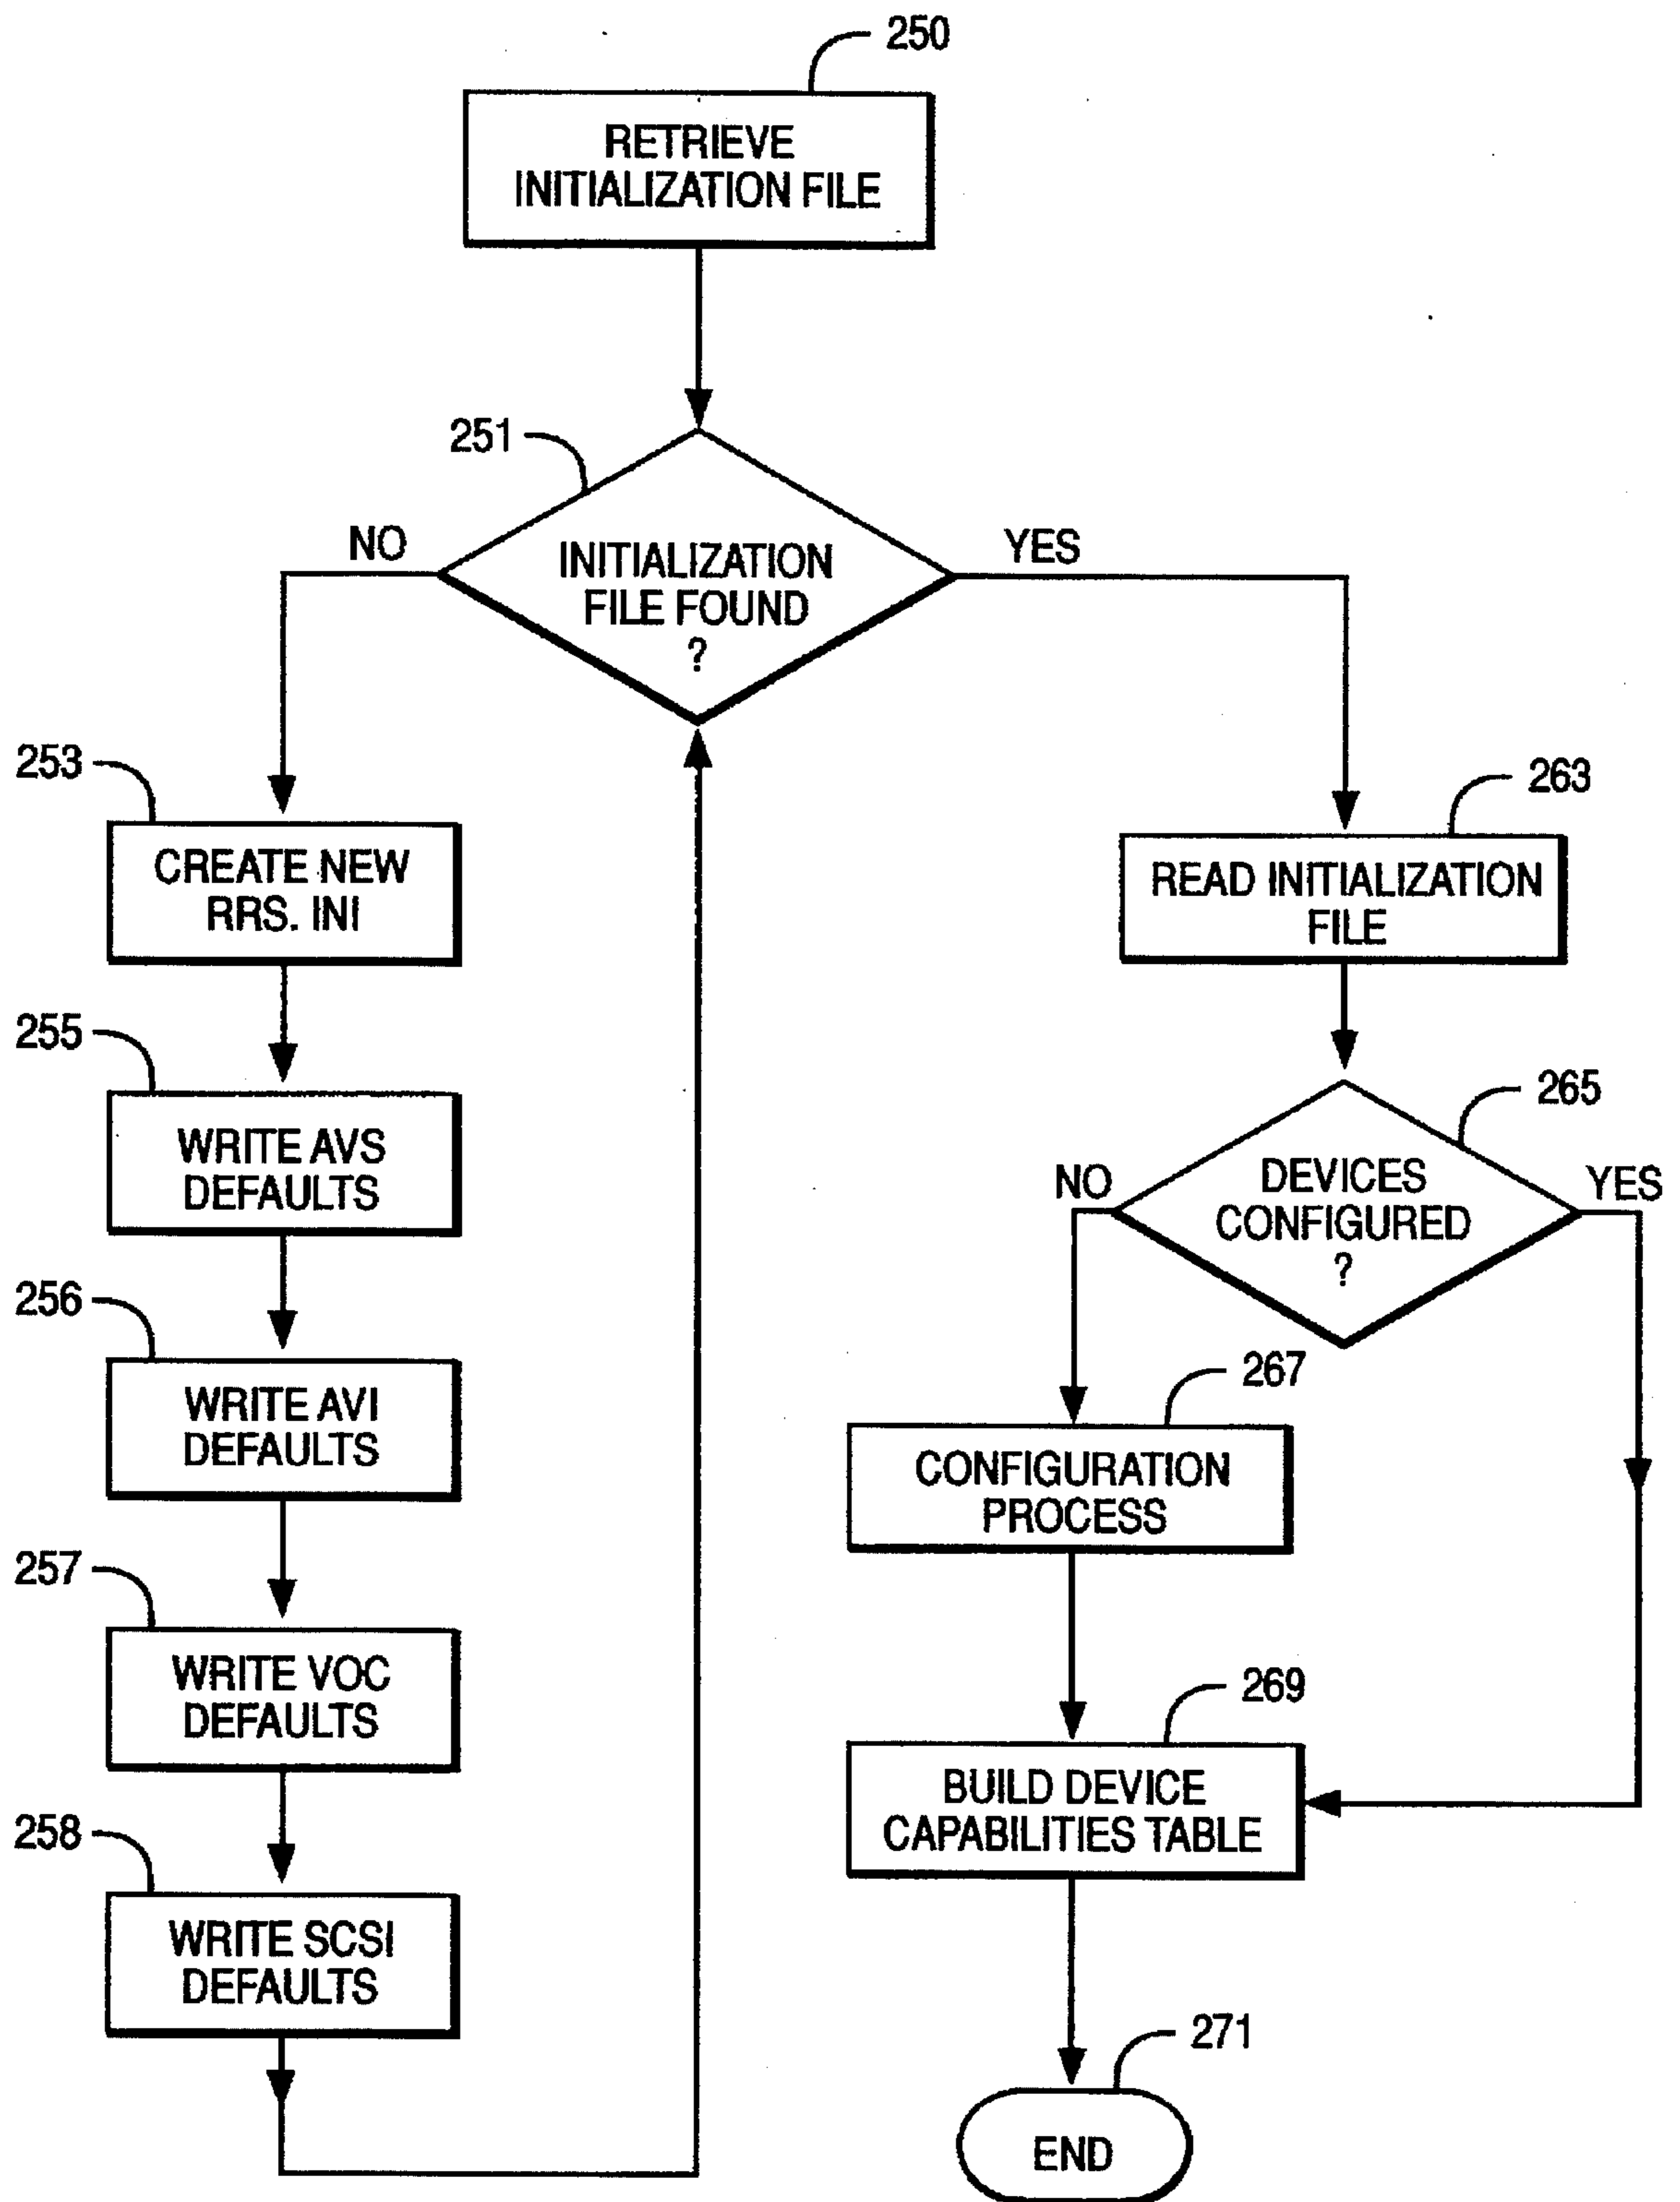 250
RETRIEVE
INITIALIZATION FILE
251
NO
YES
INITIALIZATION
FILE FOUND
?
253
CREATE NEW
RRS. INI
263
READ INITIALIZATION
FILE
255
WRITE AVS
DEFAULTS
265
NO
YES
DEVICES
CONFIGURED
?
256
WRITE AVI
DEFAULTS
267
CONFIGURATION
PROCESS
257
WRITE VOC
DEFAULTS
269
BUILD DEVICE
CAPABILITIES TABLE
258
WRITE SCSI
DEFAULTS
271
END